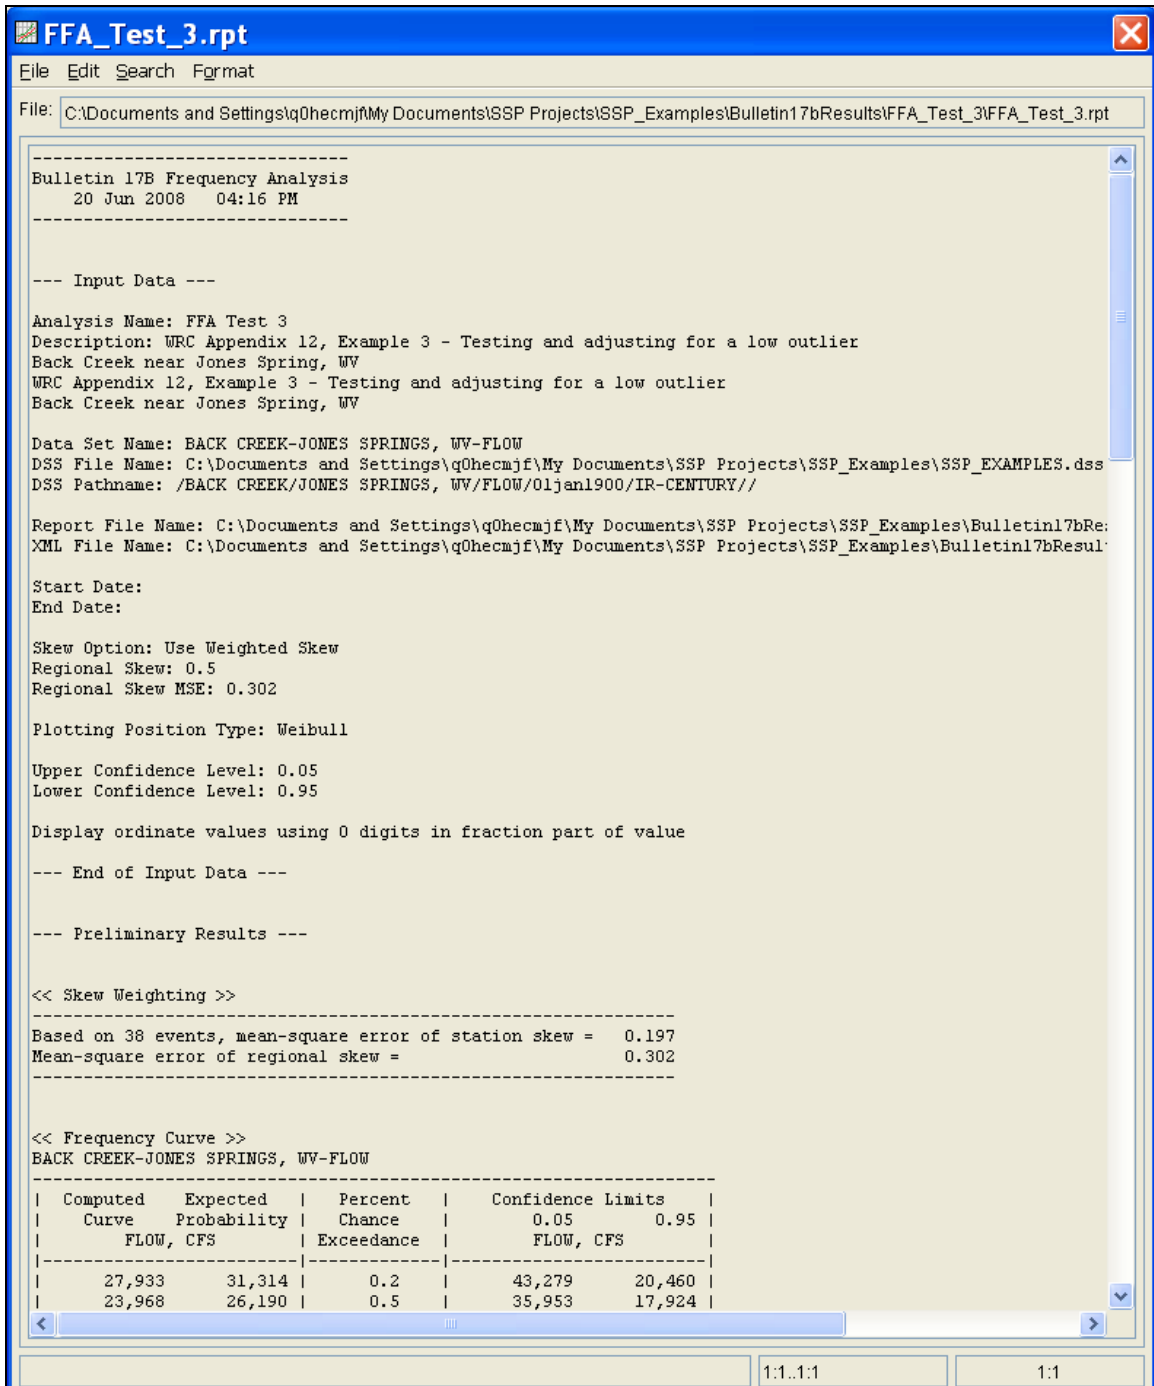 FFA_Test_3.rpt
File Edit Search Format
File: C:\Documents and Settings\q0hecmjf\My Documents\SSP Projects\SSP_Examples\Bulletin17bResults\FFA_Test_3\FFA_Test_3.rpt
-------------------------------
Bulletin 17B Frequency Analysis
20 Jun 2008 04:16 PM
-------------------------------
--- Input Data ---
Analysis Name: FFA Test 3
Description: WRC Appendix 12, Example 3 - Testing and adjusting for a low outlier
Back Creek near Jones Spring, WV
WRC Appendix 12, Example 3 - Testing and adjusting for a low outlier
Back Creek near Jones Spring, WV
Data Set Name: BACK CREEK-JONES SPRINGS, WV-FLOW
DSS File Name: C:\Documents and Settings\q0hecmjf\My Documents\SSP Projects\SSP_Examples\SSP_EXAMPLES.dss
DSS Pathname: /BACK CREEK/JONES SPRINGS, WV/FLOW/01jan1900/IR-CENTURY//
Report File Name: C:\Documents and Settings\q0hecmjf\My Documents\SSP Projects\SSP_Examples\Bulletin17bRe
XML File Name: C:\Documents and Settings\q0hecmjf\My Documents\SSP Projects\SSP_Examples\Bulletin17bResul
Start Date:
End Date:
Skew Option: Use Weighted Skew
Regional Skew: 0.5
Regional Skew MSE: 0.302
Plotting Position Type: Weibull
Upper Confidence Level: 0.05
Lower Confidence Level: 0.95
Display ordinate values using 0 digits in fraction part of value
--- End of Input Data ---
--- Preliminary Results ---
<< Skew Weighting >>
---------------------------------------------------------------
Based on 38 events, mean-square error of station skew = 0.197
Mean-square error of regional skew = 0.302
---------------------------------------------------------------
<< Frequency Curve >>
BACK CREEK-JONES SPRINGS, WV-FLOW
-------------------------------------------------------------------
| Computed Expected | Percent | Confidence Limits |
| Curve Probability | Chance | 0.05 0.95 |
| FLOW, CFS | Exceedance | FLOW, CFS |
|--------------------------|-------------|-------------------------|
| 27,933 31,314 | 0.2 | 43,279 20,460 |
| 23,968 26,190 | 0.5 | 35,953 17,924 |
1:1..1:1 1:1